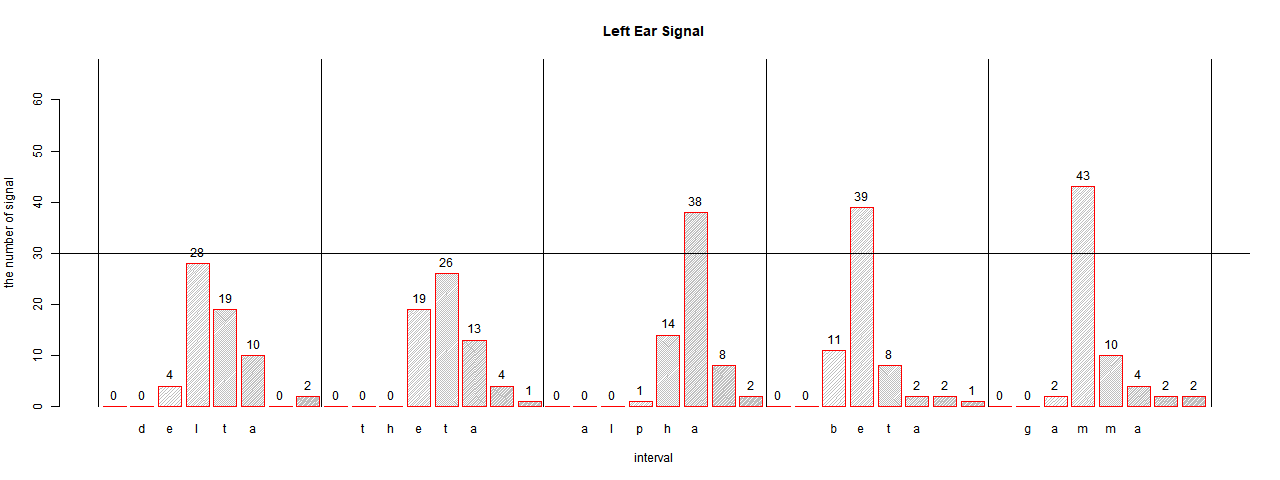 Left Ear Signal
the number of signal
60
50
40
30
20
10
0
0 0 4 28 19 10 0 2
0 0 0 19 26 13 4 1
0 0 0 1 14 38 8 2
0 0 11 39 8 2 2 1
0 0 2 43 10 4 2 2
d e l t a
t h e t a
a l p h a
b e t a
g a m m a
interval